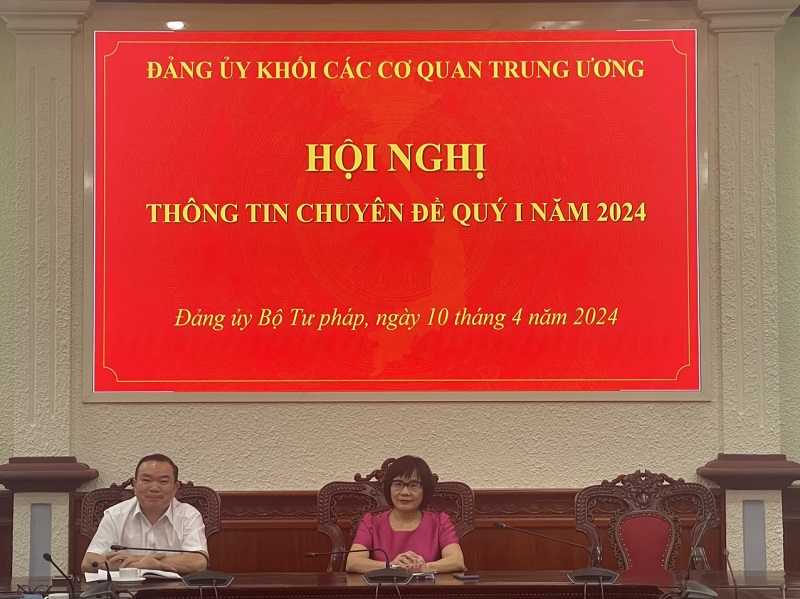 ĐẢNG ỦY KHỐI CÁC CƠ QUAN TRUNG ƯƠNG
HỘI NGHỊ
THÔNG TIN CHUYÊN ĐỀ QUÝ I NĂM 2024
Đảng ủy Bộ Tư pháp, ngày 10 tháng 4 năm 2024